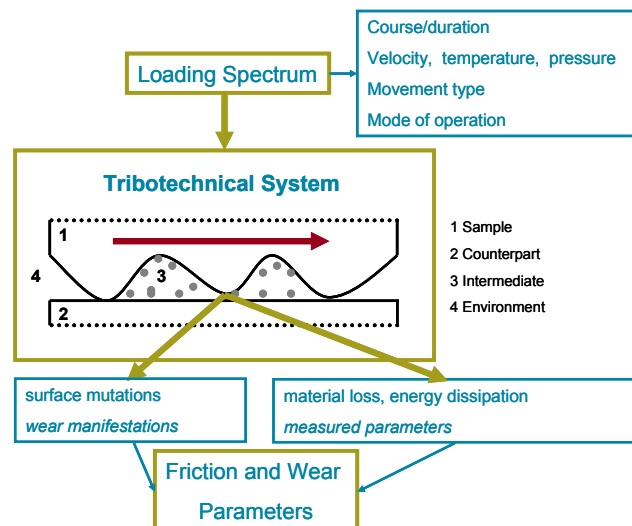 Course/duration
Velocity, temperature, pressure
Movement type
Mode of operation
Loading Spectrum
Tribotechnical System
1
4
3
2
1 Sample
2 Counterpart
3 Intermediate
4 Environment
surface mutations
wear manifestations
material loss, energy dissipation
measured parameters
Friction and Wear
Parameters